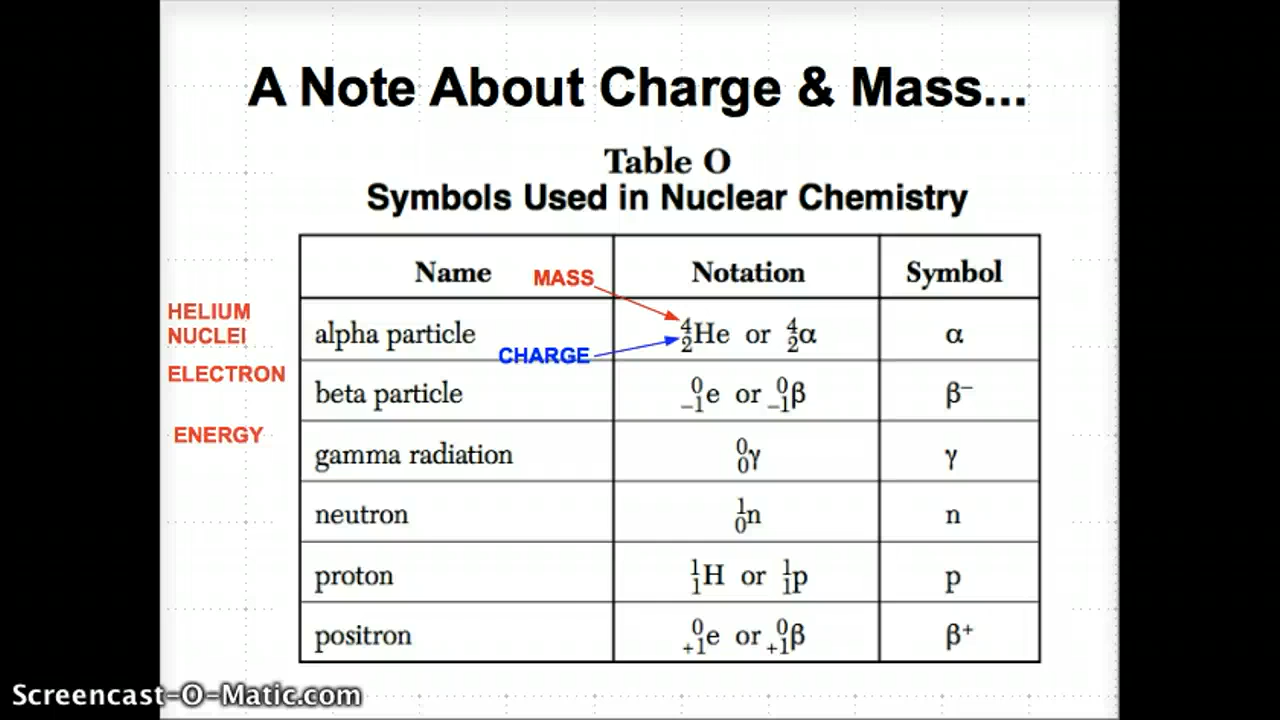 A Note About Charge & Mass...
Table O
Symbols Used in Nuclear Chemistry
Name MASS Notation Symbol
HELIUM
NUCLEI
alpha particle ⁴₂He or ⁴₂α α
CHARGE
ELECTRON
beta particle ⁰₋₁e or ⁰₋₁β β⁻
ENERGY
gamma radiation ⁰₀γ γ
neutron ¹₀n n
proton ¹₁H or ¹₁p p
positron ⁰₊₁e or ⁰₊₁β β⁺
Screencast-O-Matic.com